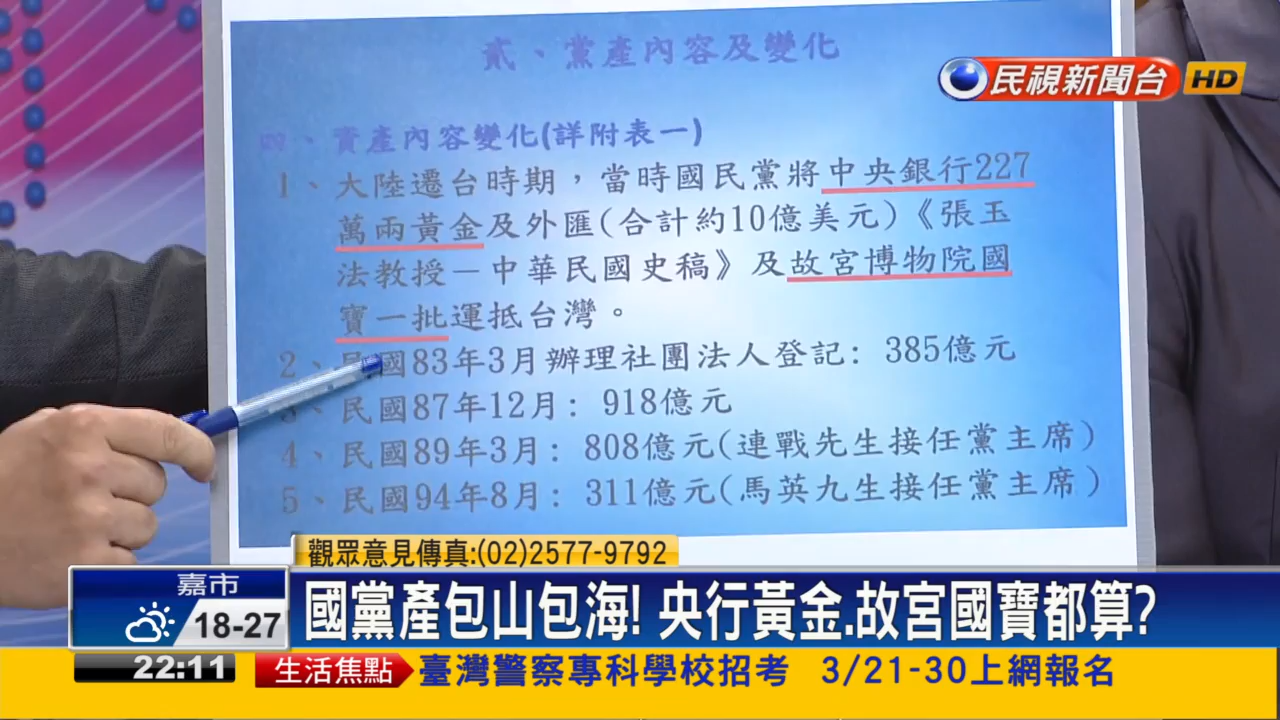 貳、黨產內容及變化
民視新聞台 HD
四、資產內容變化(詳附表一)
1、大陸遷台時期，當時國民黨將中央銀行227
萬兩黃金及外匯(合計約10億美元)《張玉
法教授－中華民國史稿》及故宮博物院國
寶一批運抵台灣。
2、民國83年3月辦理社團法人登記: 385億元
3、民國87年12月: 918億元
4、民國89年3月: 808億元(連戰先生接任黨主席)
5、民國94年8月: 311億元(馬英九生接任黨主席)
觀眾意見傳真:(02)2577-9792
嘉市
18-27
國黨產包山包海! 央行黃金.故宮國寶都算?
22:11
生活焦點
臺灣警察專科學校招考 3/21-30上網報名